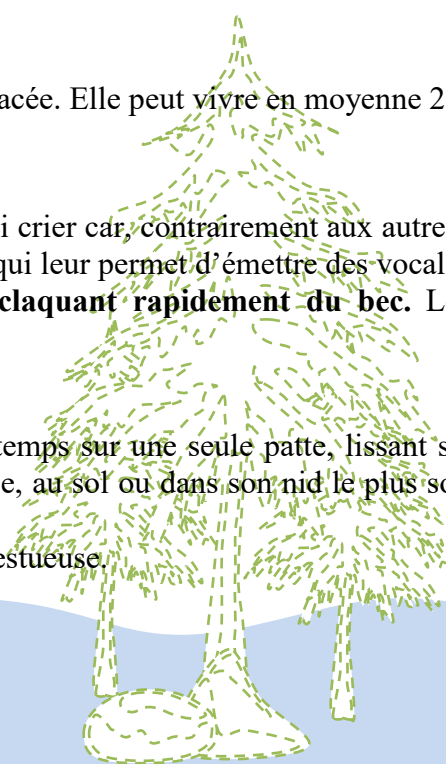 acée. Elle peut vivre en moyenne 2
i crier car, contrairement aux autre
qui leur permet d’émettre des vocal
claquant rapidement du bec. L
temps sur une seule patte, lissant s
e, au sol ou dans son nid le plus so
estueuse.